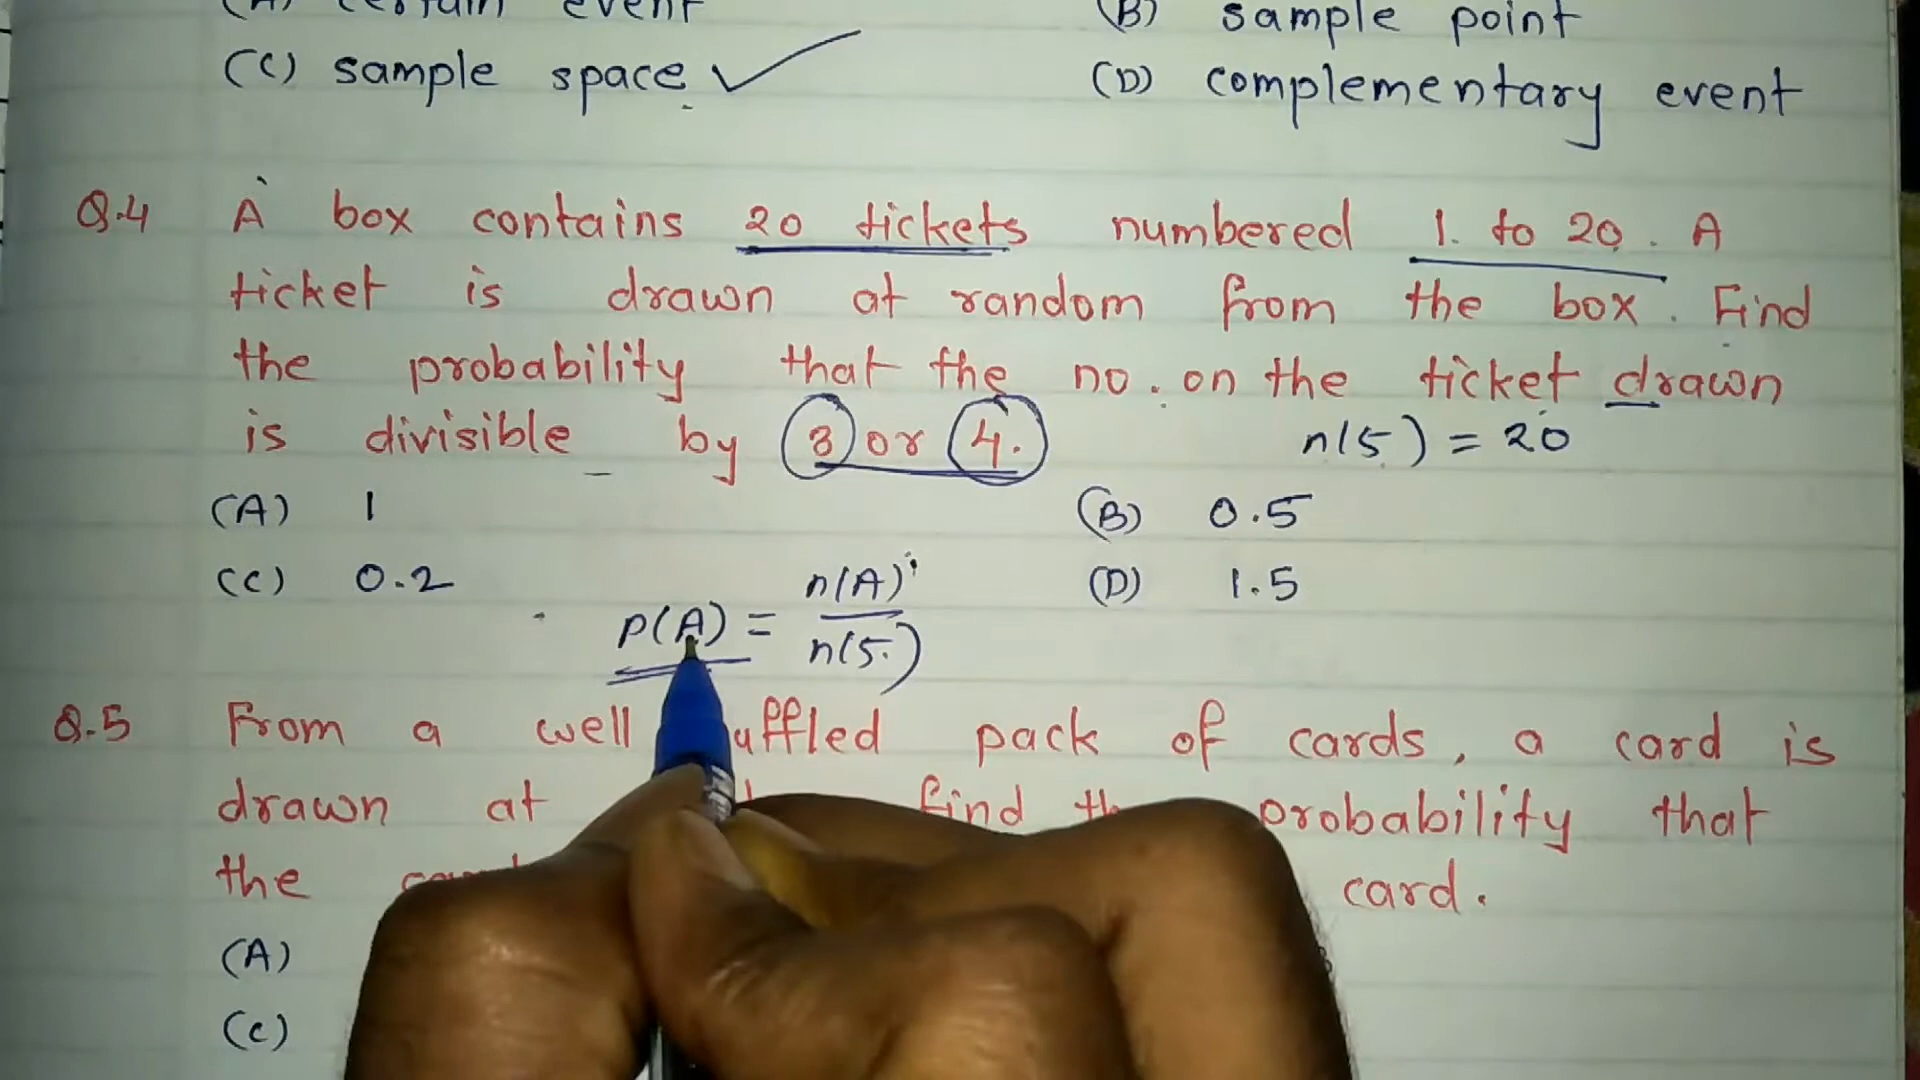 (A) certain event (B) sample point
(C) sample space ✓ (D) complementary event
Q.4 A box contains 20 tickets numbered 1 to 20. A
ticket is drawn at random from the box. Find
the probability that the no. on the ticket drawn
is divisible by 3 or 4. n(S) = 20
(A) 1 (B) 0.5
(C) 0.2 (D) 1.5
P(A) = n(A) / n(S)
Q.5 From a well uffled pack of cards, a card is
drawn at find probability that
the card.
(A)
(C)